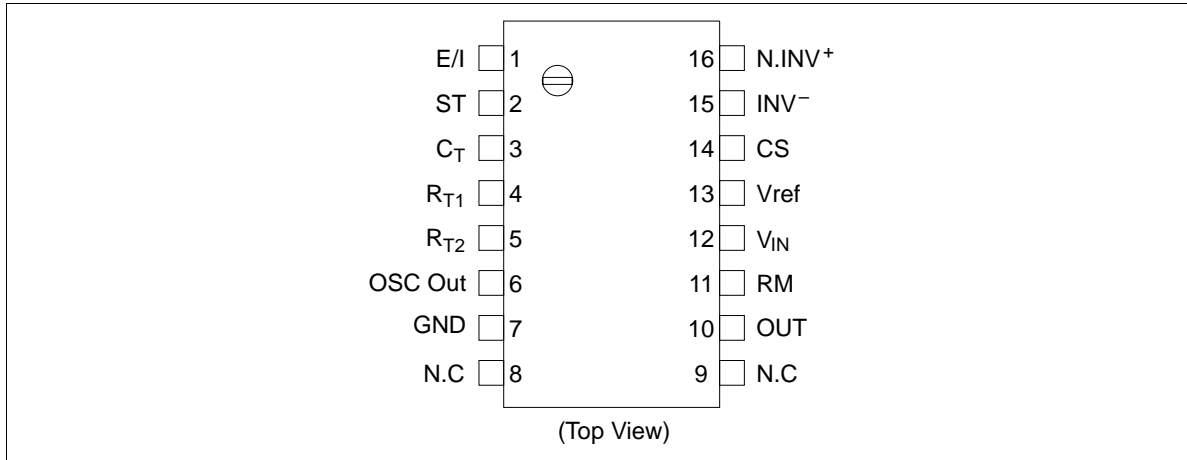 E/I 1 16 N.INV+
ST 2 15 INV−
CT 3 14 CS
RT1 4 13 Vref
RT2 5 12 VIN
OSC Out 6 11 RM
GND 7 10 OUT
N.C 8 9 N.C
(Top View)